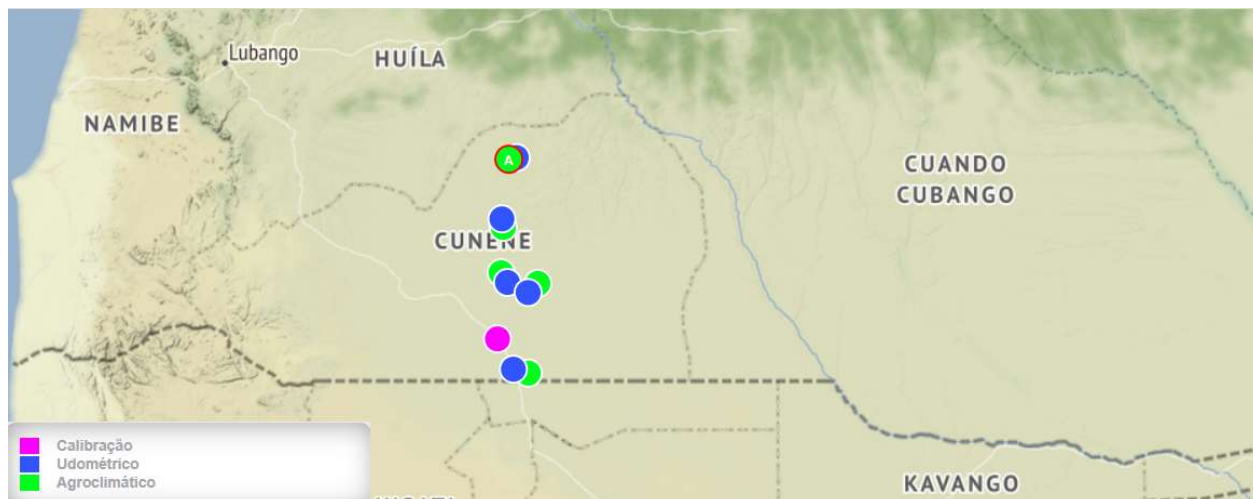 Lubango
HUÍLA
NAMIBE
CUANDO
CUBANGO
A
CUNENE
Calibração
Udométrico
Agroclimático
KAVANGO